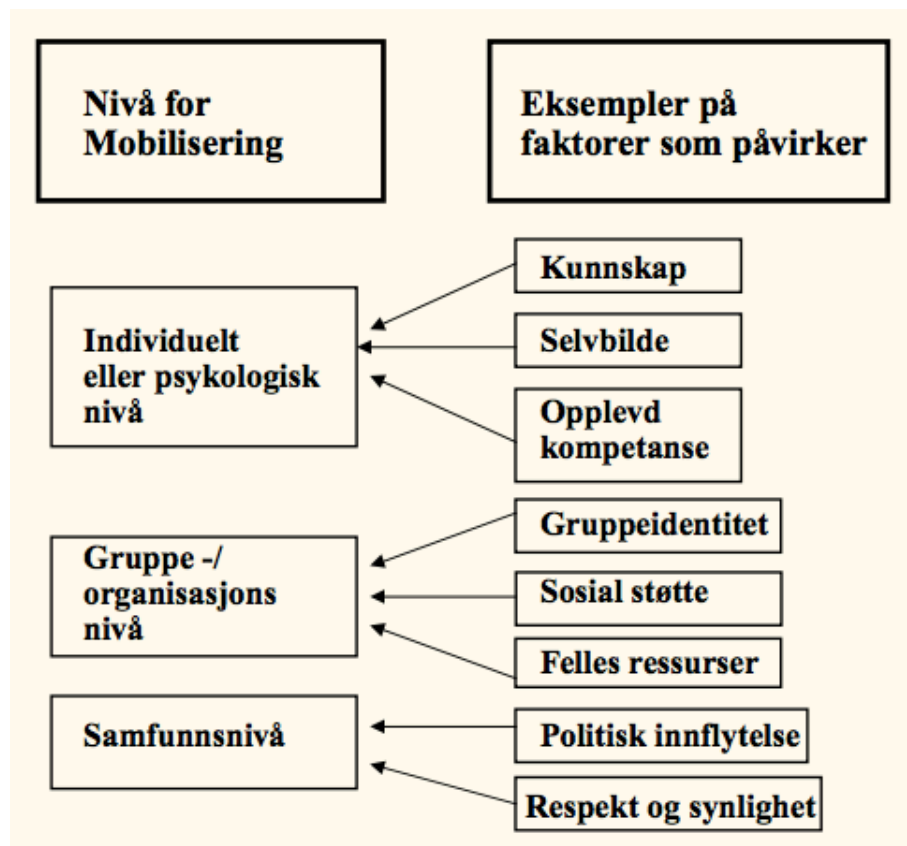 Nivå for
Mobilisering
Eksempler på
faktorer som påvirker
Individuelt
eller psykologisk
nivå
Kunnskap
Selvbilde
Opplevd
kompetanse
Gruppe -/
organisasjons
nivå
Gruppeidentitet
Sosial støtte
Felles ressurser
Samfunnsnivå
Politisk innflytelse
Respekt og synlighet